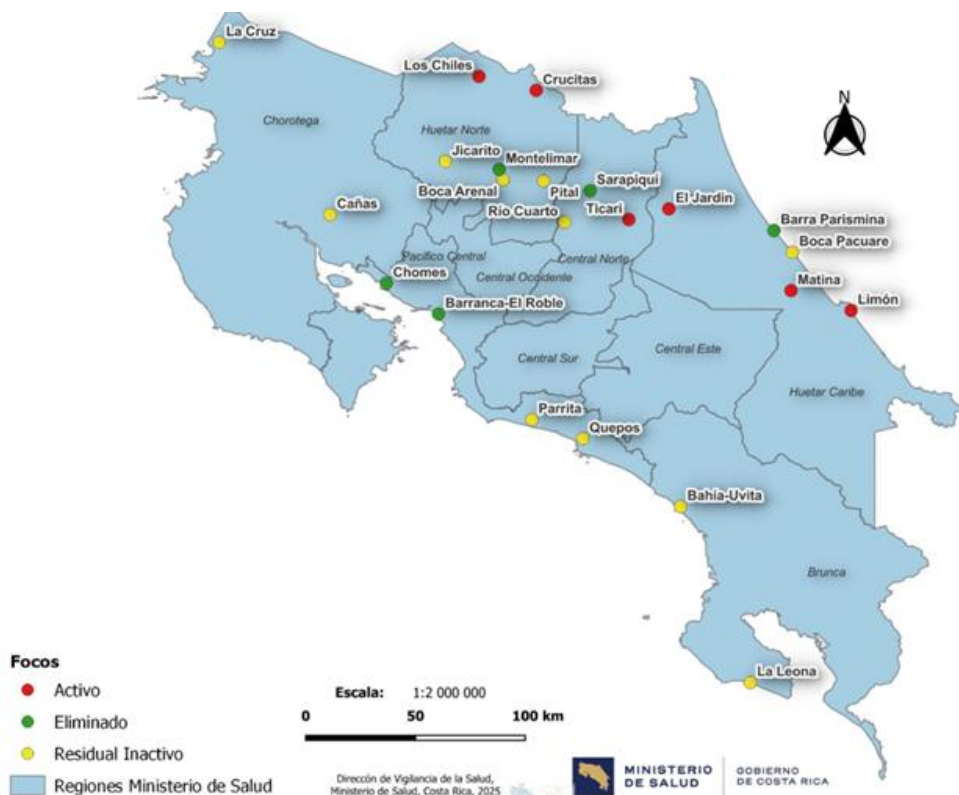 La Cruz
Los Chiles
Crucitas
N
Chorotega
Huetar Norte
Jicarito
Montelimar
Boca Arenal
Pital
Sarapiquí
Cañas
Río Cuarto
Ticari
El Jardín
Barra Parismina
Boca Pacuare
Pacífico Central
Central Norte
Chomes
Central Occidente
Matina
Limón
Barranca-El Roble
Central Sur
Central Este
Huetar Caribe
Parrita
Quepos
Bahía-Uvita
Brunca
La Leona
Focos
Activo
Eliminado
Residual Inactivo
Regiones Ministerio de Salud
Escala: 1:2 000 000
0 50 100 km
Direccón de Vigilancia de la Salud,
Ministerio de Salud, Costa Rica, 2025
MINISTERIO
DE SALUD
GOBIERNO
DE COSTA RICA